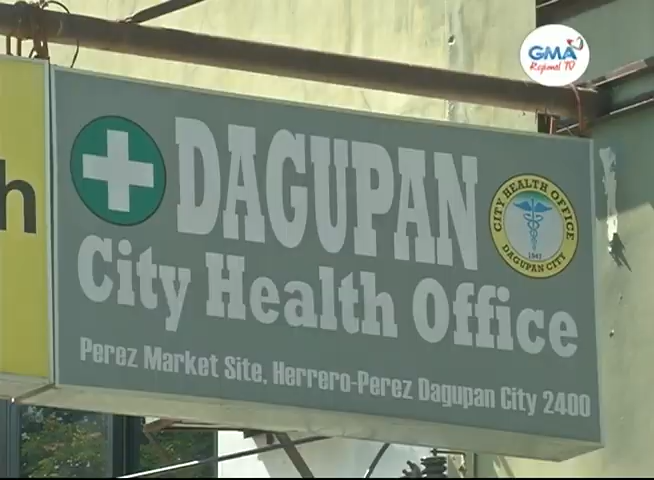 GMA
Regional TV
h
DAGUPAN
City Health Office
Perez Market Site, Herrero-Perez Dagupan City 2400
CITY HEALTH OFFICE
1947
DAGUPAN CITY